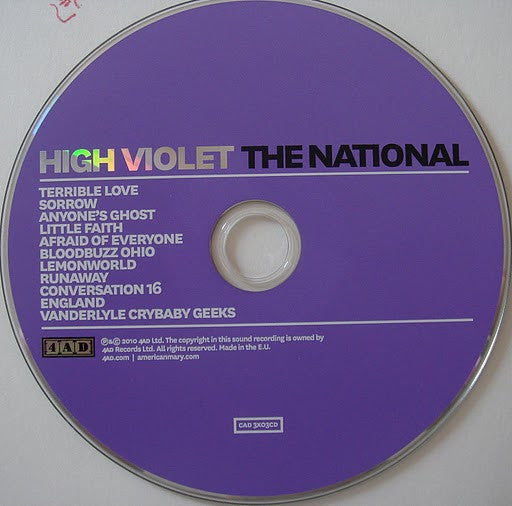 HIGH VIOLET THE NATIONAL
TERRIBLE LOVE
SORROW
ANYONE'S GHOST
LITTLE FAITH
AFRAID OF EVERYONE
BLOODBUZZ OHIO
LEMONWORLD
RUNAWAY
CONVERSATION 16
ENGLAND
VANDERLYLE CRYBABY GEEKS
4AD
℗&© 2010 4AD Ltd. The copyright in this sound recording is owned by
4AD Records Ltd. All rights reserved. Made in the E.U.
4AD.com | americanmary.com
CAD 3X03CD